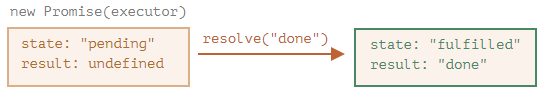 new Promise(executor)
state: "pending"
result: undefined
resolve("done")
state: "fulfilled"
result: "done"